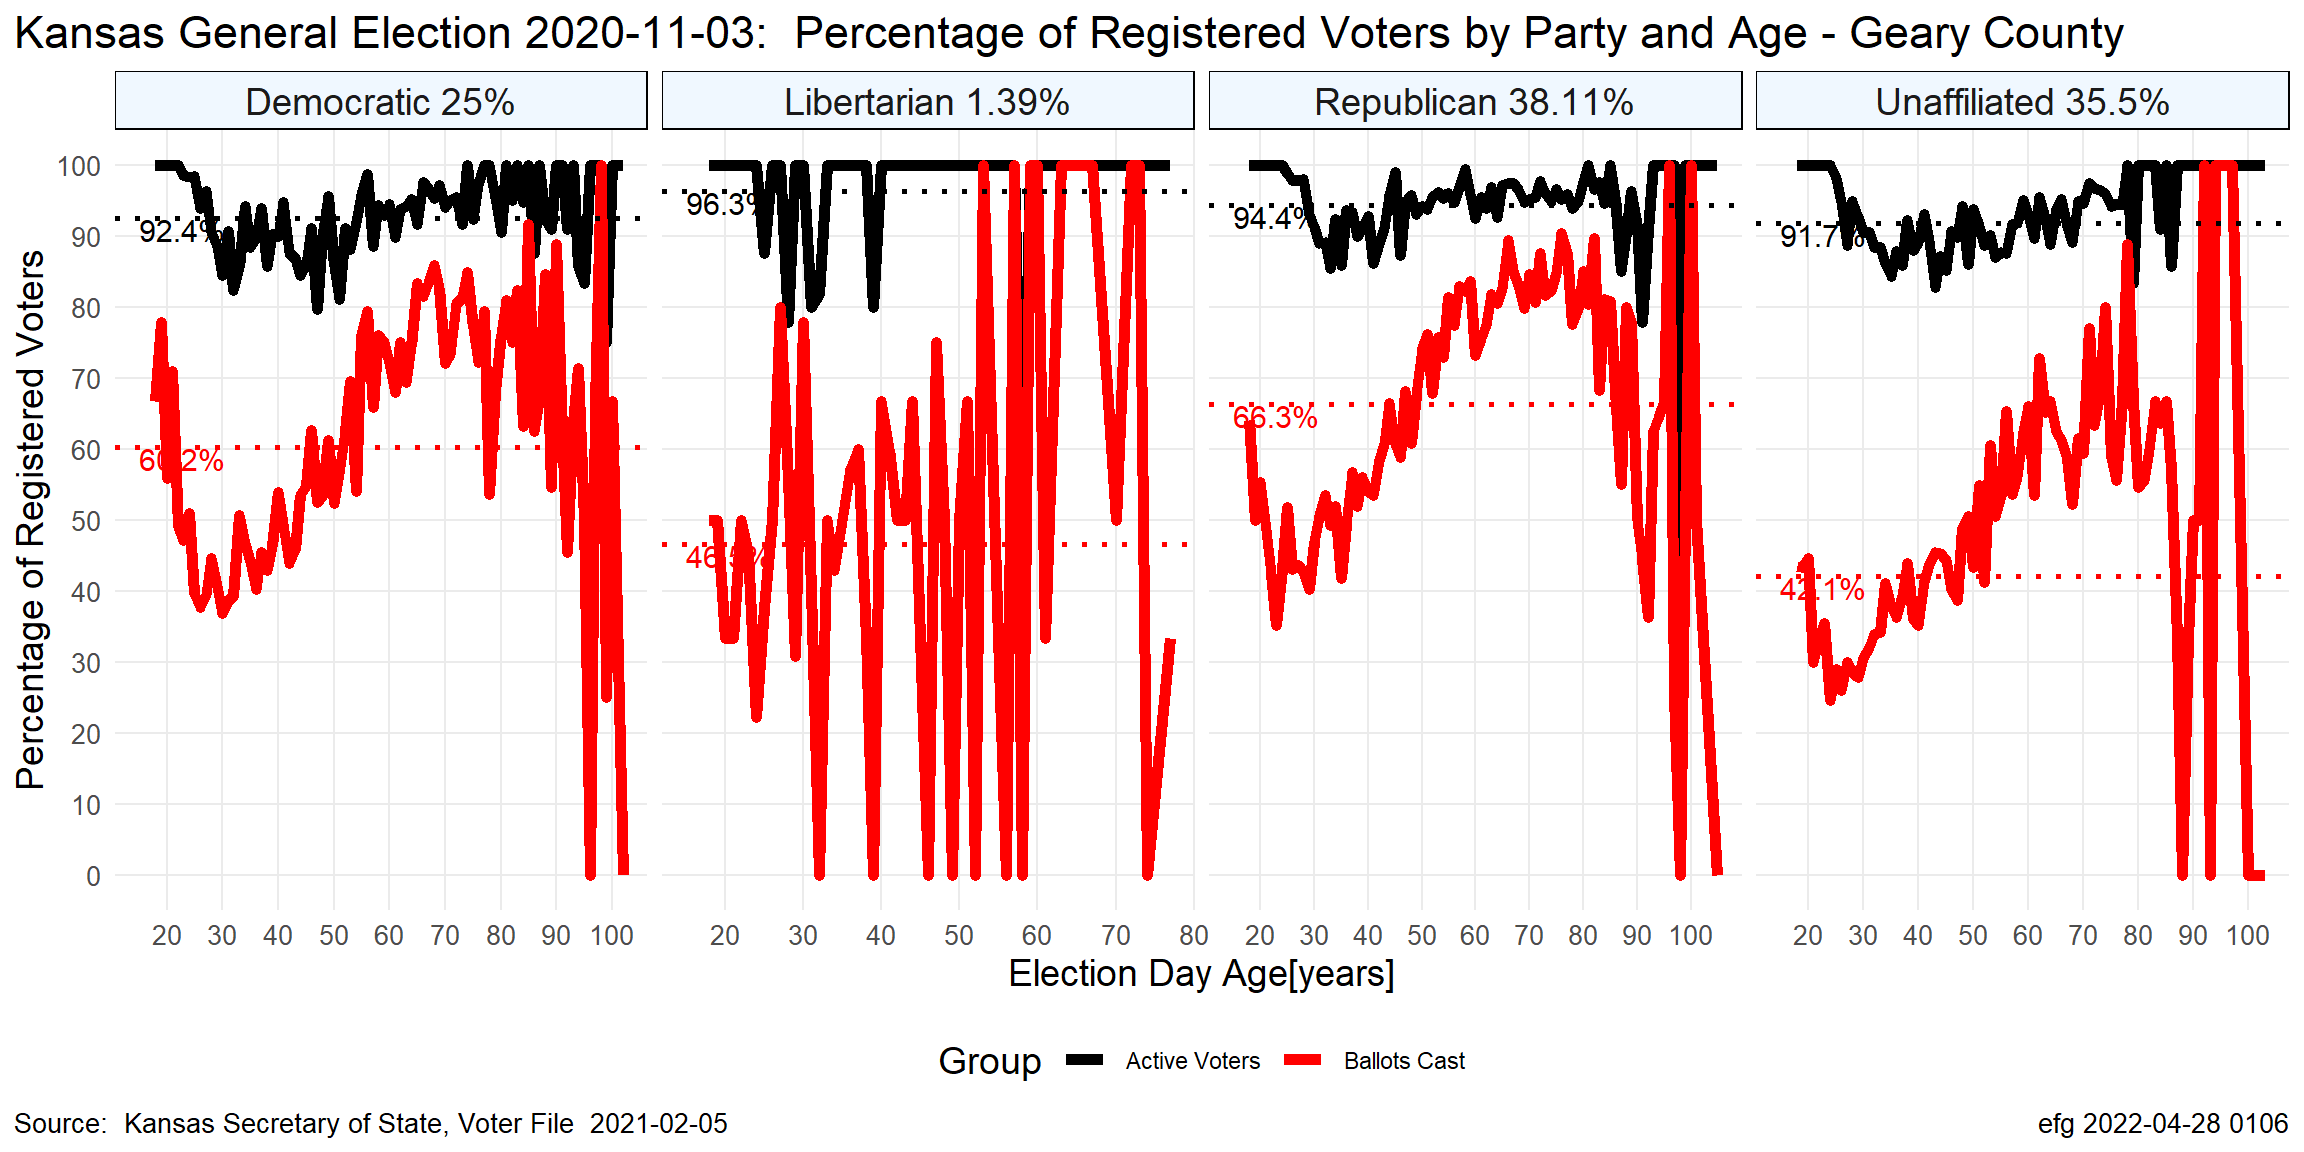 Kansas General Election 2020-11-03:  Percentage of Registered Voters by Party and Age - Geary County
Democratic 25%
Libertarian 1.39%
Republican 38.11%
Unaffiliated 35.5%
Percentage of Registered Voters
100
90
80
70
60
50
40
30
20
10
0
92.4%
60.2%
96.3%
46.5%
94.4%
66.3%
91.7%
42.1%
20 30 40 50 60 70 80 90 100
20 30 40 50 60 70 80
20 30 40 50 60 70 80 90 100
20 30 40 50 60 70 80 90 100
Election Day Age[years]
Group Active Voters Ballots Cast
Source:  Kansas Secretary of State, Voter File  2021-02-05
efg 2022-04-28 0106